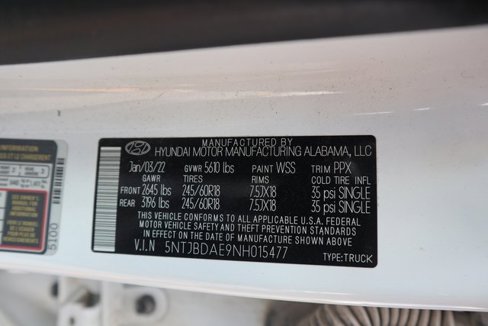 MANUFACTURED BY
HYUNDAI MOTOR MANUFACTURING ALABAMA, LLC
Jan/03/22 GVWR 5610 lbs PAINT WSS TRIM PPX
GAWR TIRES RIMS COLD TIRE INFL
FRONT 2645 lbs 245/60R18 7.5JX18 35 psi SINGLE
REAR 3196 lbs 245/60R18 7.5JX18 35 psi SINGLE
THIS VEHICLE CONFORMS TO ALL APPLICABLE U.S.A. FEDERAL
MOTOR VEHICLE SAFETY AND THEFT PREVENTION STANDARDS
IN EFFECT ON THE DATE OF MANUFACTURE SHOWN ABOVE
V.I.N 5NTJBDAE9NH015477
TYPE:TRUCK